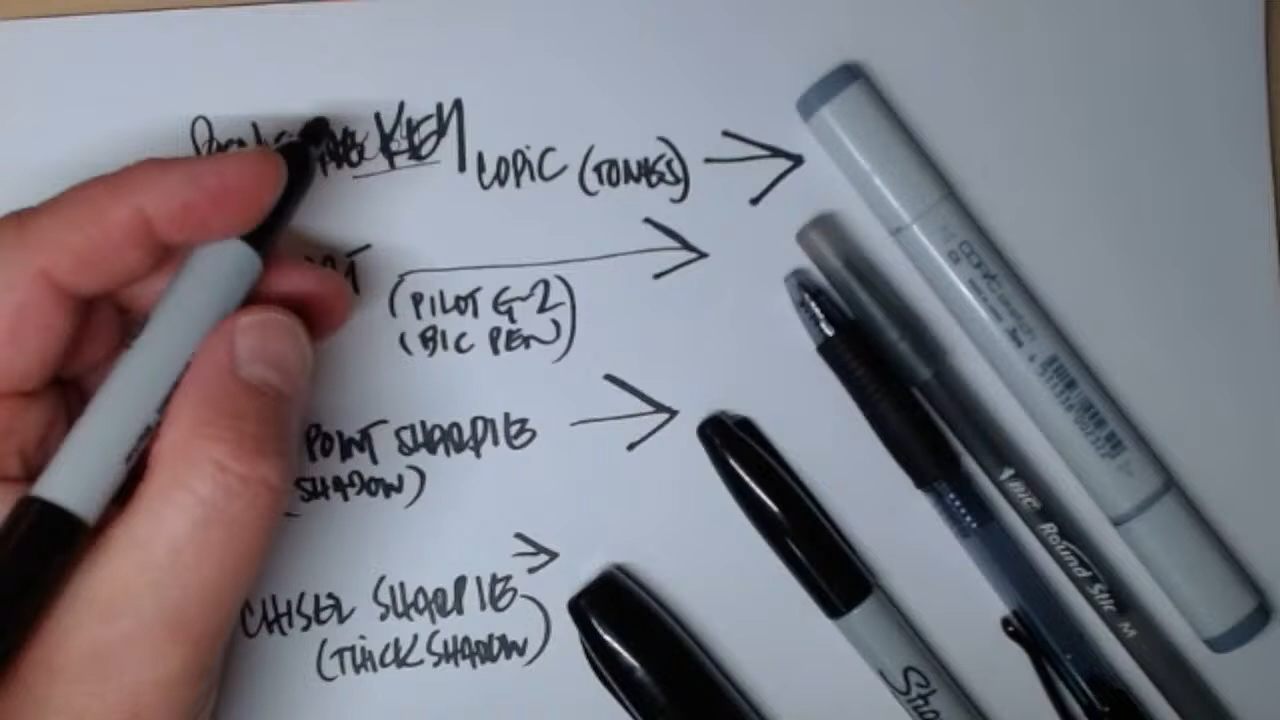 COPIC (TONES)
(PILOT G-2)
(BIC PEN)
POINT SHARPIE
(SHADOW)
CHISEL SHARPIE
(THICK SHADOW)
COPIC
BIC Round Stic M
Sha